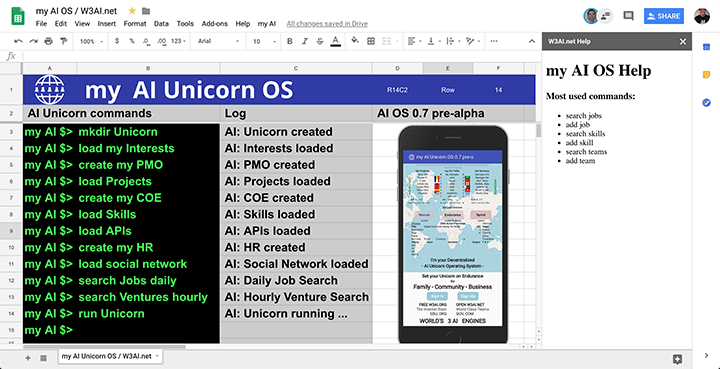 my AI OS / W3AI.net
File Edit View Insert Format Data Tools Add-ons Help my AI All changes saved in Drive
SHARE
100% $ % .0 .00 123 Arial 10 B I S A
fx
W3AI.net Help
my AI OS Help
Most used commands:
search jobs
add job
search skills
add skill
search teams
add team
A B C D E F
1 my AI Unicorn OS R14C2 Row 14
2 AI Unicorn commands Log AI OS 0.7 pre-alpha
3 my AI $> mkdir Unicorn AI: Unicorn created
4 my AI $> load my Interests AI: Interests loaded
5 my AI $> create my PMO AI: PMO created
6 my AI $> load Projects AI: Projects loaded
7 my AI $> create my COE AI: COE created
8 my AI $> load Skills AI: Skills loaded
9 my AI $> load APIs AI: APIs loaded
10 my AI $> create my HR AI: HR created
11 my AI $> load social network AI: Social Network loaded
12 my AI $> search Jobs daily AI: Daily Job Search
13 my AI $> search Ventures hourly AI: Hourly Venture Search
14 my AI $> run Unicorn AI: Unicorn running ...
15 my AI $>
my AI Unicorn OS 0.7 pre-a
Endurance Sprint
I'm your Decentralized
- AI Unicorn Operating System -
Set your Unicorn on Endurance
for
Family - Community - Business
Sign In Sign Up
FREE W3AI.ORG OPEN W3AI.NET
WORLD'S 3 AI ENGINES
my AI Unicorn OS / W3AI.net